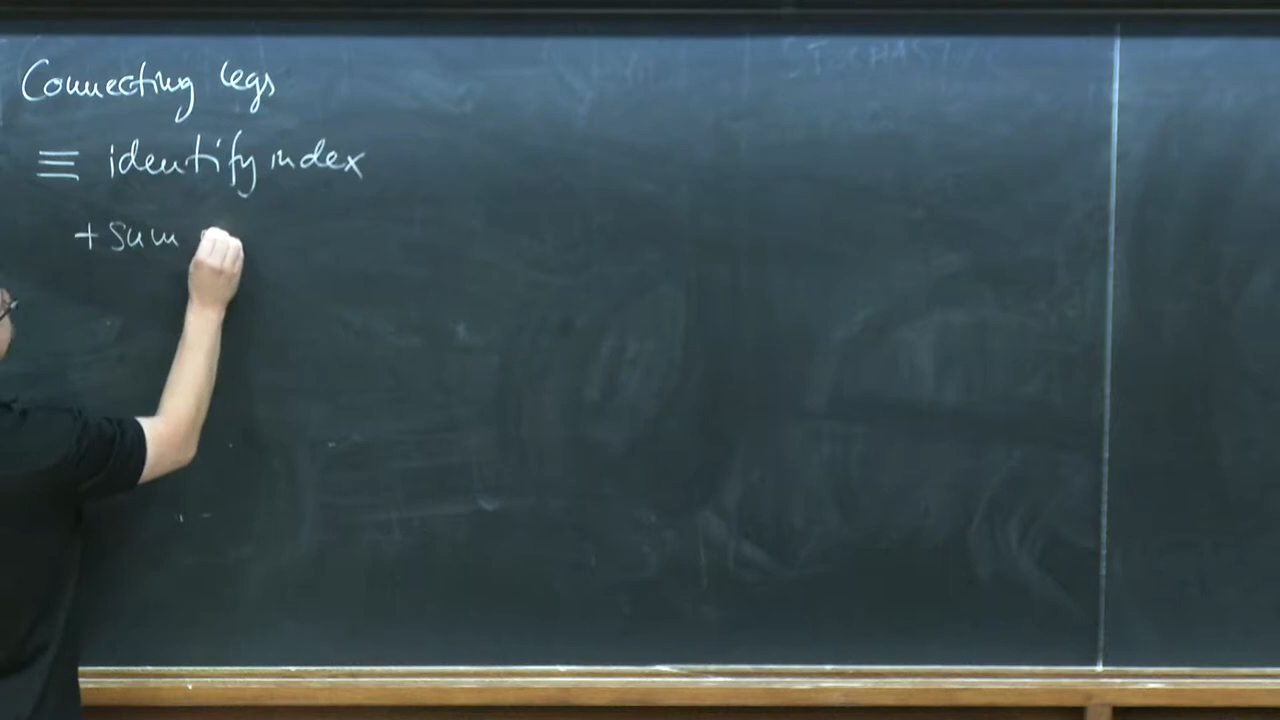 Connecting legs
≡ identify index
+ sum